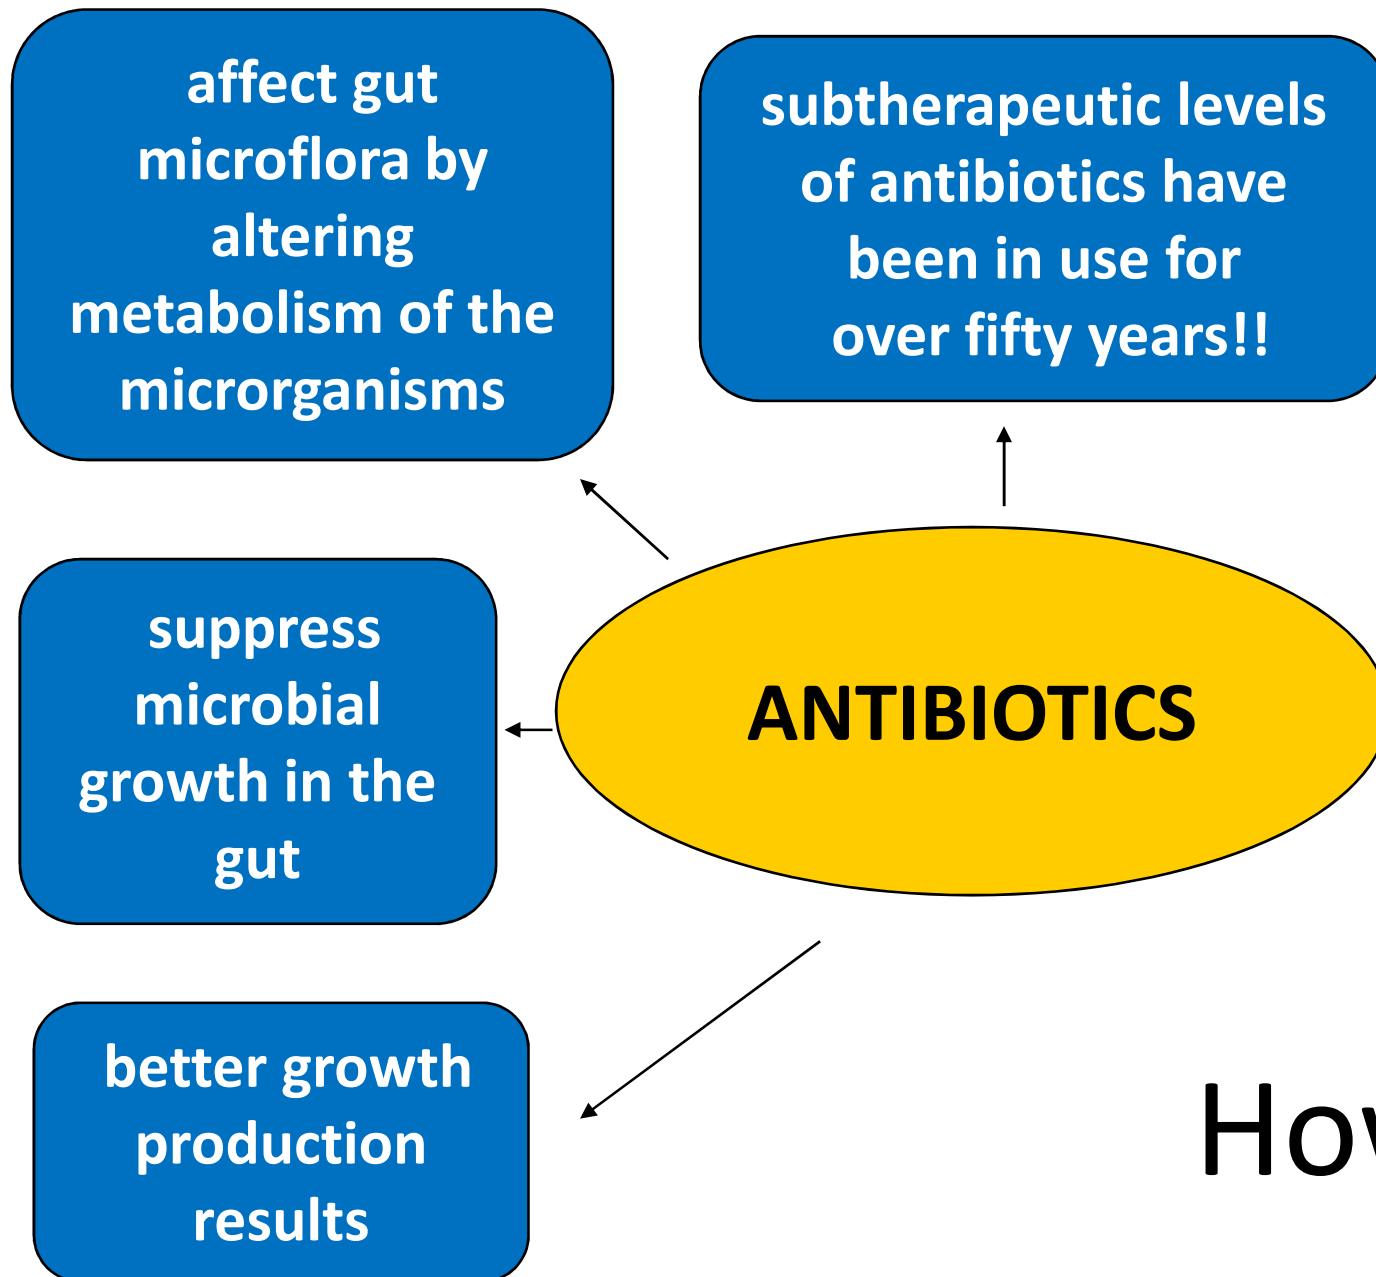 affect gut
microflora by
altering
metabolism of the
microrganisms
subtherapeutic levels
of antibiotics have
been in use for
over fifty years!!
suppress
microbial
growth in the
gut
ANTIBIOTICS
better growth
production
results